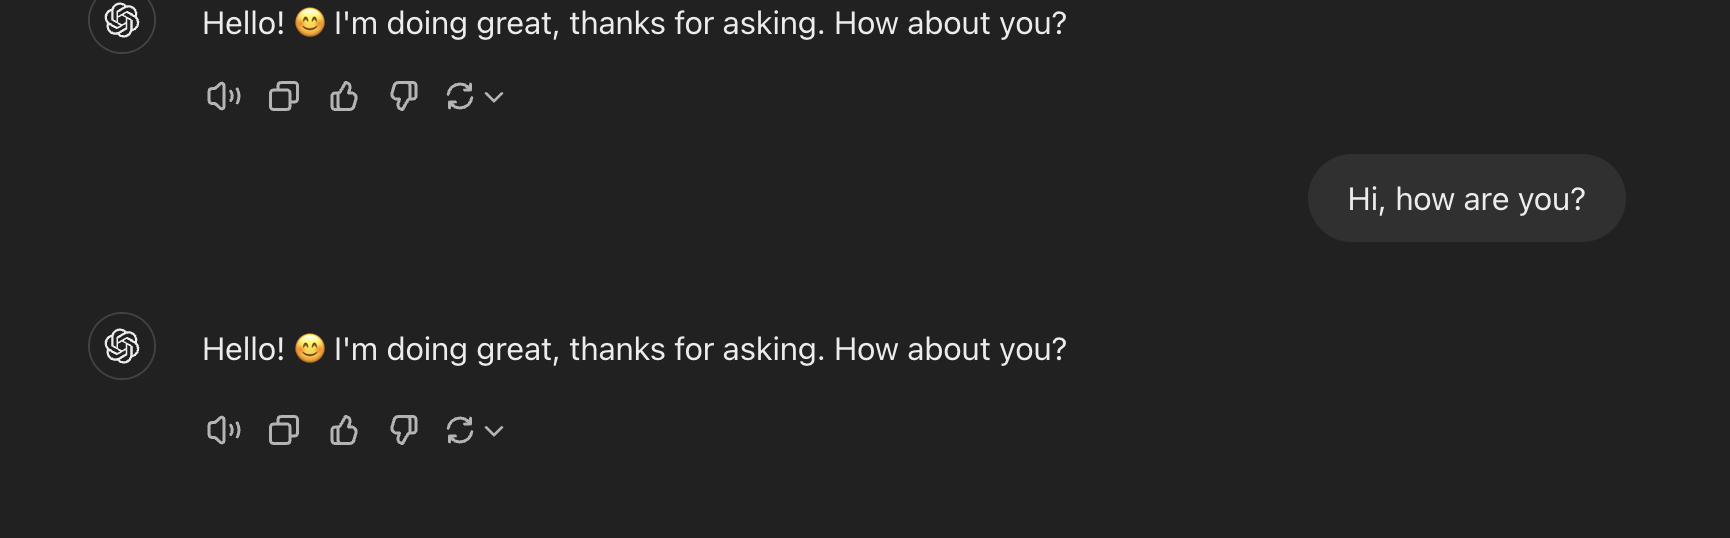 Hello! 😊 I'm doing great, thanks for asking. How about you?
Hi, how are you?
Hello! 😊 I'm doing great, thanks for asking. How about you?